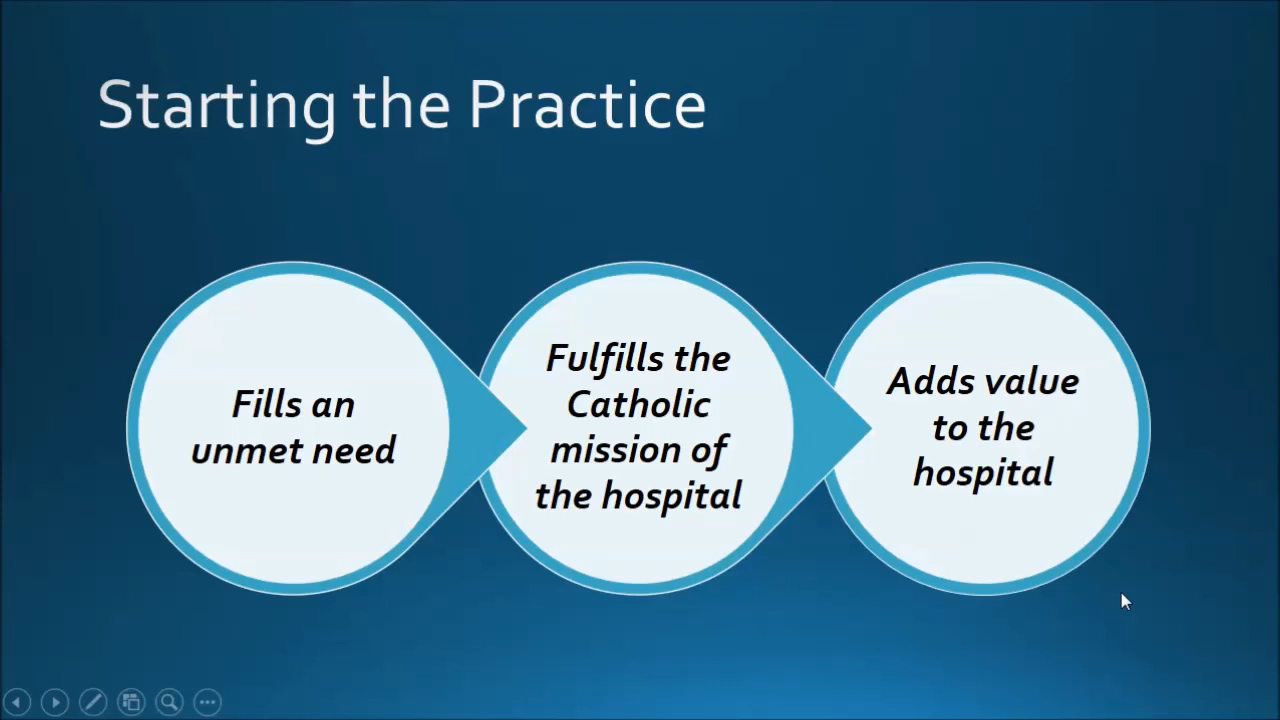 Starting the Practice
Fills an
unmet need
Fulfills the
Catholic
mission of
the hospital
Adds value
to the
hospital